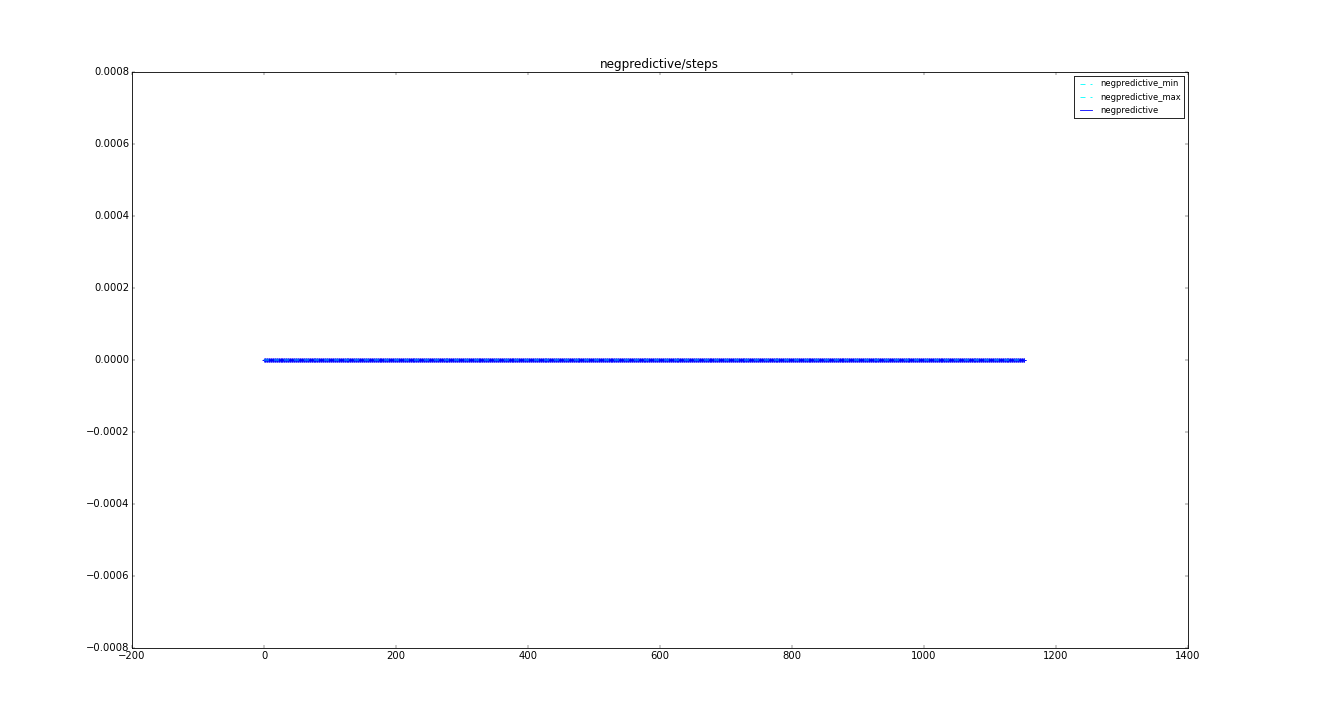 negpredictive/steps
0.0008
negpredictive_min
negpredictive_max
negpredictive
0.0006
0.0004
0.0002
0.0000
−0.0002
−0.0004
−0.0006
−0.0008
−200 0 200 400 600 800 1000 1200 1400